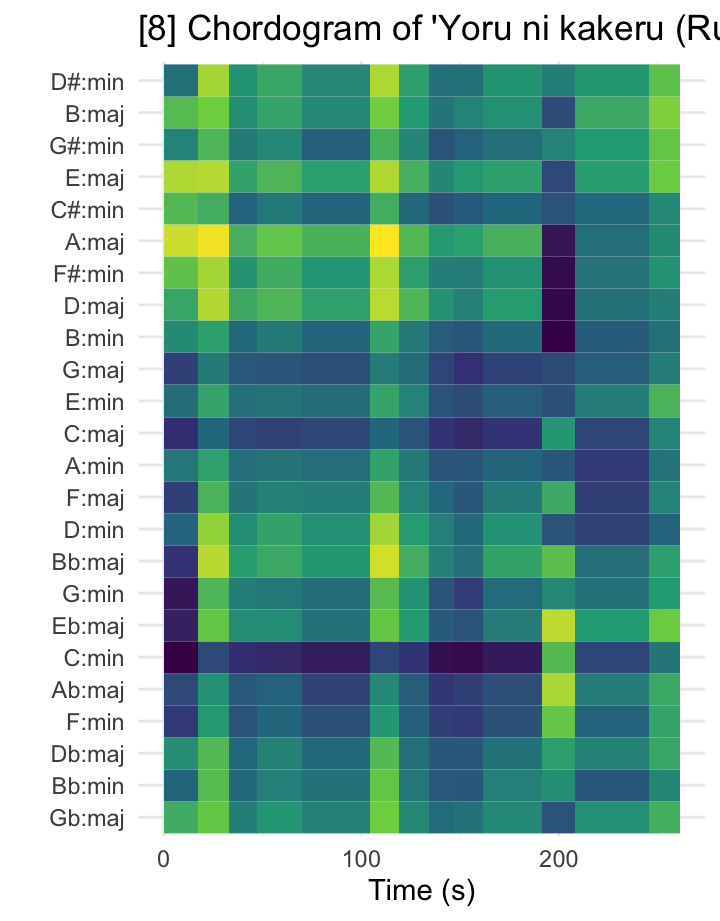 [8] Chordogram of 'Yoru ni kakeru (Ru
D#:min
B:maj
G#:min
E:maj
C#:min
A:maj
F#:min
D:maj
B:min
G:maj
E:min
C:maj
A:min
F:maj
D:min
Bb:maj
G:min
Eb:maj
C:min
Ab:maj
F:min
Db:maj
Bb:min
Gb:maj
0 100 200
Time (s)